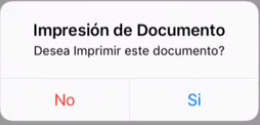 Impresión de Documento
Desea Imprimir este documento?
No
Si